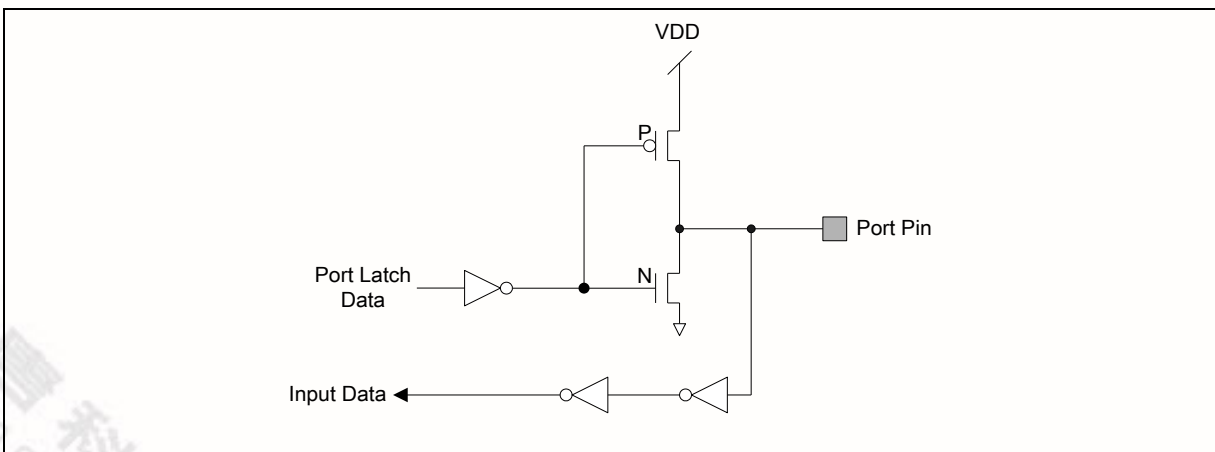 VDD
P
Port Pin
N
Port Latch
Data
Input Data